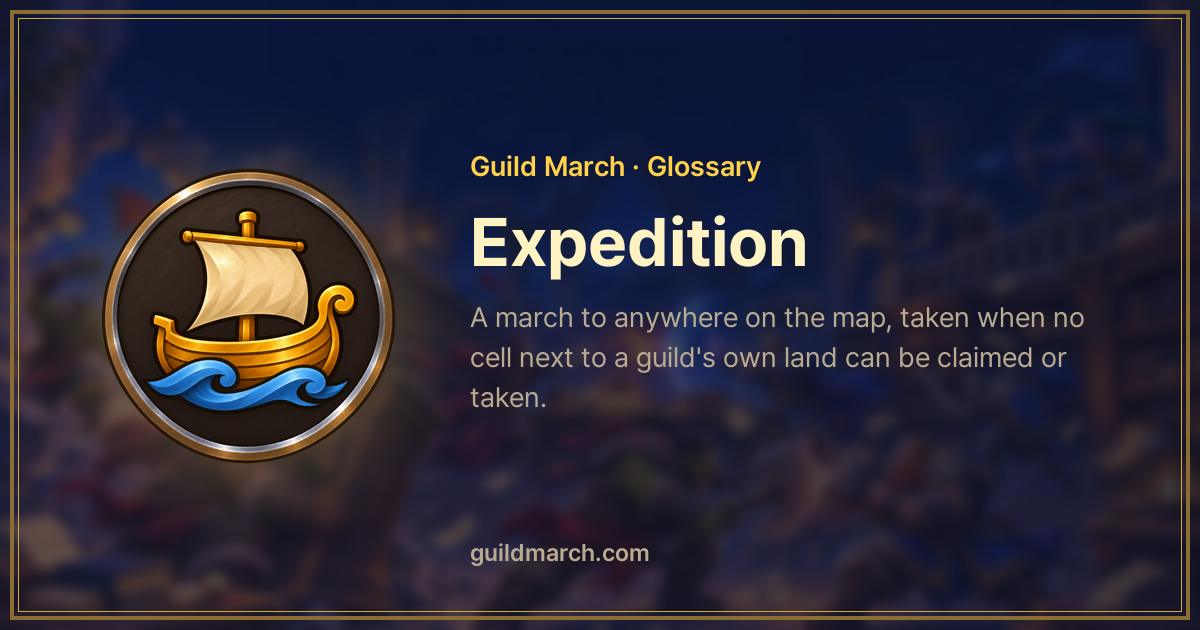 Guild March · Glossary
Expedition
A march to anywhere on the map, taken when no
cell next to a guild's own land can be claimed or
taken.
guildmarch.com